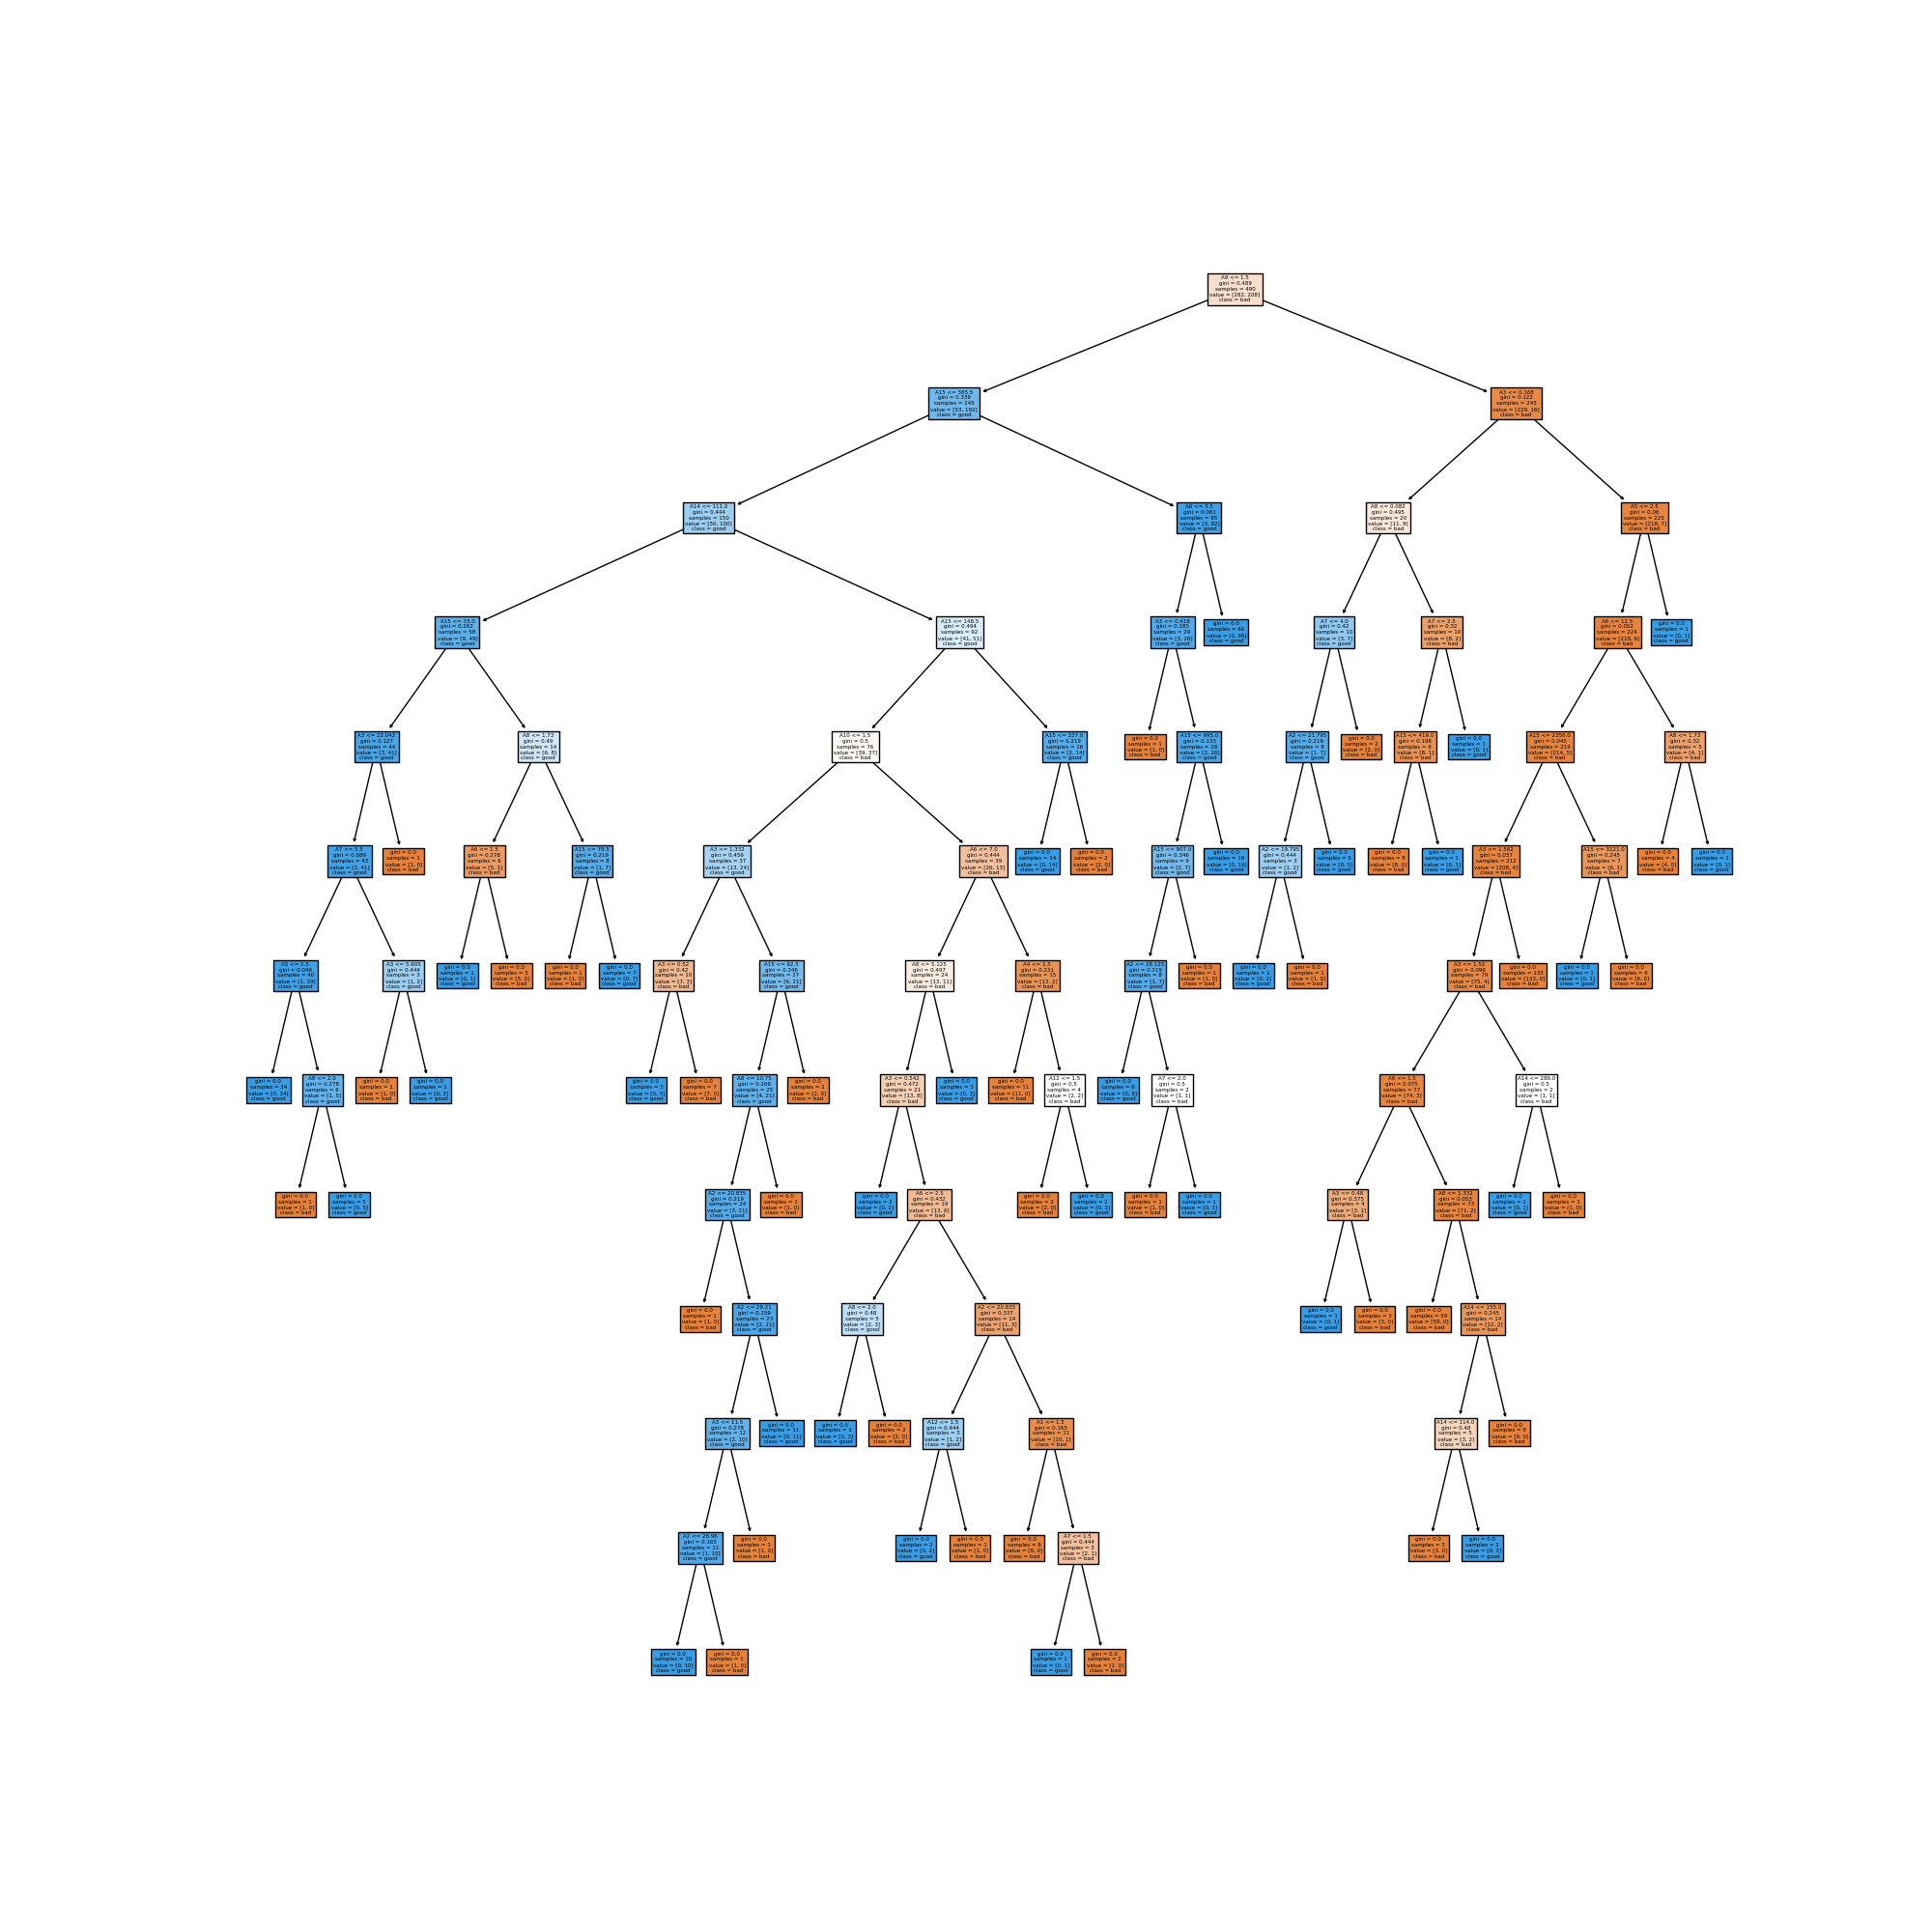 A9 <= 1.5
gini = 0.489
samples = 490
value = [282, 208]
class = bad
A15 <= 385.5
gini = 0.339
samples = 245
value = [53, 192]
class = good
A3 <= 0.168
gini = 0.122
samples = 245
value = [229, 16]
class = bad
A14 <= 111.0
gini = 0.444
samples = 150
value = [50, 100]
class = good
A6 <= 3.5
gini = 0.061
samples = 95
value = [3, 92]
class = good
A8 <= 0.082
gini = 0.495
samples = 20
value = [11, 9]
class = bad
A5 <= 2.5
gini = 0.06
samples = 225
value = [218, 7]
class = bad
A15 <= 33.0
gini = 0.262
samples = 58
value = [9, 49]
class = good
A15 <= 148.5
gini = 0.494
samples = 92
value = [41, 51]
class = good
A3 <= 0.418
gini = 0.185
samples = 29
value = [3, 26]
class = good
gini = 0.0
samples = 66
value = [0, 66]
class = good
A7 <= 4.0
gini = 0.42
samples = 10
value = [3, 7]
class = good
A7 <= 2.5
gini = 0.32
samples = 10
value = [8, 2]
class = bad
A6 <= 12.5
gini = 0.052
samples = 224
value = [218, 6]
class = bad
gini = 0.0
samples = 1
value = [0, 1]
class = good
A3 <= 22.042
gini = 0.127
samples = 44
value = [3, 41]
class = good
A8 <= 1.73
gini = 0.49
samples = 14
value = [6, 8]
class = good
A10 <= 1.5
gini = 0.5
samples = 76
value = [39, 37]
class = bad
A15 <= 337.0
gini = 0.219
samples = 16
value = [2, 14]
class = good
gini = 0.0
samples = 1
value = [1, 0]
class = bad
A15 <= 995.0
gini = 0.133
samples = 28
value = [2, 26]
class = good
A2 <= 21.795
gini = 0.219
samples = 8
value = [1, 7]
class = good
gini = 0.0
samples = 2
value = [2, 0]
class = bad
A15 <= 419.0
gini = 0.198
samples = 9
value = [8, 1]
class = bad
gini = 0.0
samples = 1
value = [0, 1]
class = good
A15 <= 2350.0
gini = 0.045
samples = 219
value = [214, 5]
class = bad
A8 <= 1.73
gini = 0.32
samples = 5
value = [4, 1]
class = bad
A7 <= 5.5
gini = 0.089
samples = 43
value = [2, 41]
class = good
gini = 0.0
samples = 1
value = [1, 0]
class = bad
A6 <= 1.5
gini = 0.278
samples = 6
value = [5, 1]
class = bad
A15 <= 79.5
gini = 0.219
samples = 8
value = [1, 7]
class = good
A3 <= 1.332
gini = 0.456
samples = 37
value = [13, 24]
class = good
A6 <= 7.0
gini = 0.444
samples = 39
value = [26, 13]
class = bad
gini = 0.0
samples = 14
value = [0, 14]
class = good
gini = 0.0
samples = 2
value = [2, 0]
class = bad
A15 <= 907.0
gini = 0.346
samples = 9
value = [2, 7]
class = good
gini = 0.0
samples = 19
value = [0, 19]
class = good
A2 <= 19.795
gini = 0.444
samples = 3
value = [1, 2]
class = good
gini = 0.0
samples = 5
value = [0, 5]
class = good
gini = 0.0
samples = 8
value = [8, 0]
class = bad
gini = 0.0
samples = 1
value = [0, 1]
class = good
A3 <= 1.562
gini = 0.037
samples = 212
value = [208, 4]
class = bad
A15 <= 3121.0
gini = 0.245
samples = 7
value = [6, 1]
class = bad
gini = 0.0
samples = 4
value = [4, 0]
class = bad
gini = 0.0
samples = 1
value = [0, 1]
class = good
A5 <= 1.5
gini = 0.049
samples = 40
value = [1, 39]
class = good
A3 <= 5.605
gini = 0.444
samples = 3
value = [1, 2]
class = good
gini = 0.0
samples = 1
value = [0, 1]
class = good
gini = 0.0
samples = 5
value = [5, 0]
class = bad
gini = 0.0
samples = 1
value = [1, 0]
class = bad
gini = 0.0
samples = 7
value = [0, 7]
class = good
A3 <= 0.52
gini = 0.42
samples = 10
value = [7, 3]
class = bad
A15 <= 62.5
gini = 0.346
samples = 27
value = [6, 21]
class = good
A8 <= 5.125
gini = 0.497
samples = 24
value = [13, 11]
class = bad
A4 <= 1.5
gini = 0.231
samples = 15
value = [13, 2]
class = bad
A2 <= 28.125
gini = 0.219
samples = 8
value = [1, 7]
class = good
gini = 0.0
samples = 1
value = [1, 0]
class = bad
gini = 0.0
samples = 2
value = [0, 2]
class = good
gini = 0.0
samples = 1
value = [1, 0]
class = bad
A3 <= 1.52
gini = 0.096
samples = 79
value = [75, 4]
class = bad
gini = 0.0
samples = 133
value = [133, 0]
class = bad
gini = 0.0
samples = 1
value = [0, 1]
class = good
gini = 0.0
samples = 6
value = [6, 0]
class = bad
gini = 0.0
samples = 34
value = [0, 34]
class = good
A8 <= 2.0
gini = 0.278
samples = 6
value = [1, 5]
class = good
gini = 0.0
samples = 1
value = [1, 0]
class = bad
gini = 0.0
samples = 2
value = [0, 2]
class = good
gini = 0.0
samples = 3
value = [0, 3]
class = good
gini = 0.0
samples = 7
value = [7, 0]
class = bad
A8 <= 10.75
gini = 0.269
samples = 25
value = [4, 21]
class = good
gini = 0.0
samples = 2
value = [2, 0]
class = bad
A3 <= 0.542
gini = 0.472
samples = 21
value = [13, 8]
class = bad
gini = 0.0
samples = 3
value = [0, 3]
class = good
gini = 0.0
samples = 11
value = [11, 0]
class = bad
A12 <= 1.5
gini = 0.5
samples = 4
value = [2, 2]
class = bad
gini = 0.0
samples = 6
value = [0, 6]
class = good
A7 <= 2.0
gini = 0.5
samples = 2
value = [1, 1]
class = bad
A6 <= 1.5
gini = 0.075
samples = 77
value = [74, 3]
class = bad
A14 <= 286.0
gini = 0.5
samples = 2
value = [1, 1]
class = bad
gini = 0.0
samples = 1
value = [1, 0]
class = bad
gini = 0.0
samples = 5
value = [0, 5]
class = good
A2 <= 20.835
gini = 0.219
samples = 24
value = [3, 21]
class = good
gini = 0.0
samples = 1
value = [1, 0]
class = bad
gini = 0.0
samples = 2
value = [0, 2]
class = good
A6 <= 2.5
gini = 0.432
samples = 19
value = [13, 6]
class = bad
gini = 0.0
samples = 2
value = [2, 0]
class = bad
gini = 0.0
samples = 2
value = [0, 2]
class = good
gini = 0.0
samples = 1
value = [1, 0]
class = bad
gini = 0.0
samples = 1
value = [0, 1]
class = good
A3 <= 0.48
gini = 0.375
samples = 4
value = [3, 1]
class = bad
A8 <= 1.332
gini = 0.053
samples = 73
value = [71, 2]
class = bad
gini = 0.0
samples = 1
value = [0, 1]
class = good
gini = 0.0
samples = 1
value = [1, 0]
class = bad
gini = 0.0
samples = 1
value = [1, 0]
class = bad
A2 <= 29.21
gini = 0.159
samples = 23
value = [2, 21]
class = good
A8 <= 2.0
gini = 0.48
samples = 5
value = [2, 3]
class = good
A2 <= 20.835
gini = 0.337
samples = 14
value = [11, 3]
class = bad
gini = 0.0
samples = 1
value = [0, 1]
class = good
gini = 0.0
samples = 3
value = [3, 0]
class = bad
gini = 0.0
samples = 59
value = [59, 0]
class = bad
A14 <= 155.0
gini = 0.245
samples = 14
value = [12, 2]
class = bad
A3 <= 11.5
gini = 0.278
samples = 12
value = [2, 10]
class = good
gini = 0.0
samples = 11
value = [0, 11]
class = good
gini = 0.0
samples = 3
value = [0, 3]
class = good
gini = 0.0
samples = 2
value = [2, 0]
class = bad
A12 <= 1.5
gini = 0.444
samples = 3
value = [1, 2]
class = good
A1 <= 1.5
gini = 0.165
samples = 11
value = [10, 1]
class = bad
A14 <= 114.0
gini = 0.48
samples = 5
value = [3, 2]
class = bad
gini = 0.0
samples = 9
value = [9, 0]
class = bad
A2 <= 28.96
gini = 0.165
samples = 11
value = [1, 10]
class = good
gini = 0.0
samples = 1
value = [1, 0]
class = bad
gini = 0.0
samples = 2
value = [0, 2]
class = good
gini = 0.0
samples = 1
value = [1, 0]
class = bad
gini = 0.0
samples = 8
value = [8, 0]
class = bad
A7 <= 1.5
gini = 0.444
samples = 3
value = [2, 1]
class = bad
gini = 0.0
samples = 3
value = [3, 0]
class = bad
gini = 0.0
samples = 2
value = [0, 2]
class = good
gini = 0.0
samples = 10
value = [0, 10]
class = good
gini = 0.0
samples = 1
value = [1, 0]
class = bad
gini = 0.0
samples = 1
value = [0, 1]
class = good
gini = 0.0
samples = 2
value = [2, 0]
class = bad